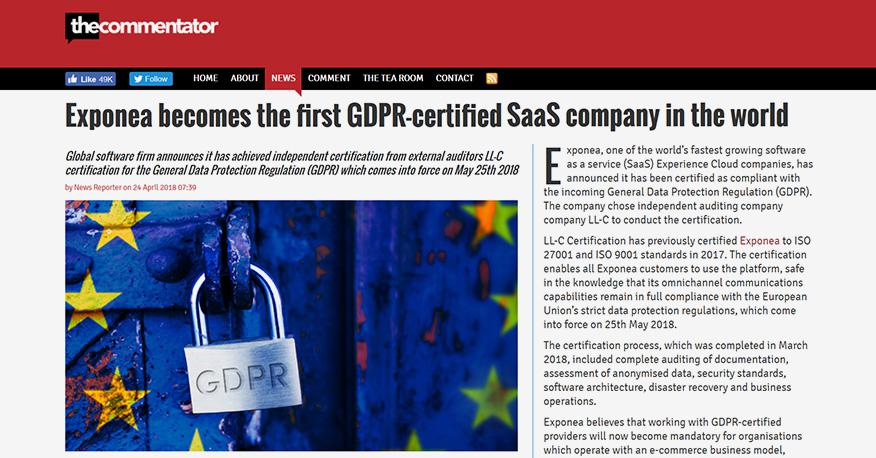 thecommentator
Like 49K
Follow
HOME
ABOUT
NEWS
COMMENT
THE TEA ROOM
CONTACT
Exponea becomes the first GDPR-certified SaaS company in the world
Global software firm announces it has achieved independent certification from external auditors LL-C
certification for the General Data Protection Regulation (GDPR) which comes into force on May 25th 2018
by News Reporter on 24 April 2018 07:39
GDPR
Exponea, one of the world's fastest growing software
as a service (SaaS) Experience Cloud companies, has
announced it has been certified as compliant with
the incoming General Data Protection Regulation (GDPR).
The company chose independent auditing company
company LL-C to conduct the certification.
LL-C Certification has previously certified Exponea to ISO
27001 and ISO 9001 standards in 2017. The certification
enables all Exponea customers to use the platform, safe
in the knowledge that its omnichannel communications
capabilities remain in full compliance with the European
Union's strict data protection regulations, which come
into force on 25th May 2018.
The certification process, which was completed in March
2018, included complete auditing of documentation,
assessment of anonymised data, security standards,
software architecture, disaster recovery and business
operations.
Exponea believes that working with GDPR-certified
providers will now become mandatory for organisations
which operate with an e-commerce business model,